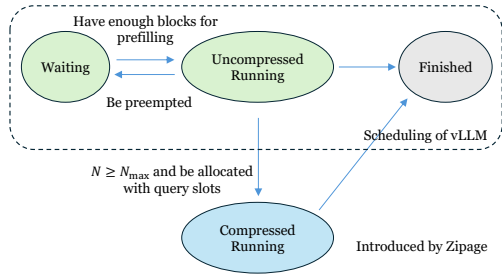 Have enough blocks for
prefilling
Waiting
Uncompressed
Running
Finished
Be preempted
Scheduling of vLLM
N ≥ N_max and be allocated
with query slots
Compressed
Running
Introduced by Zipage